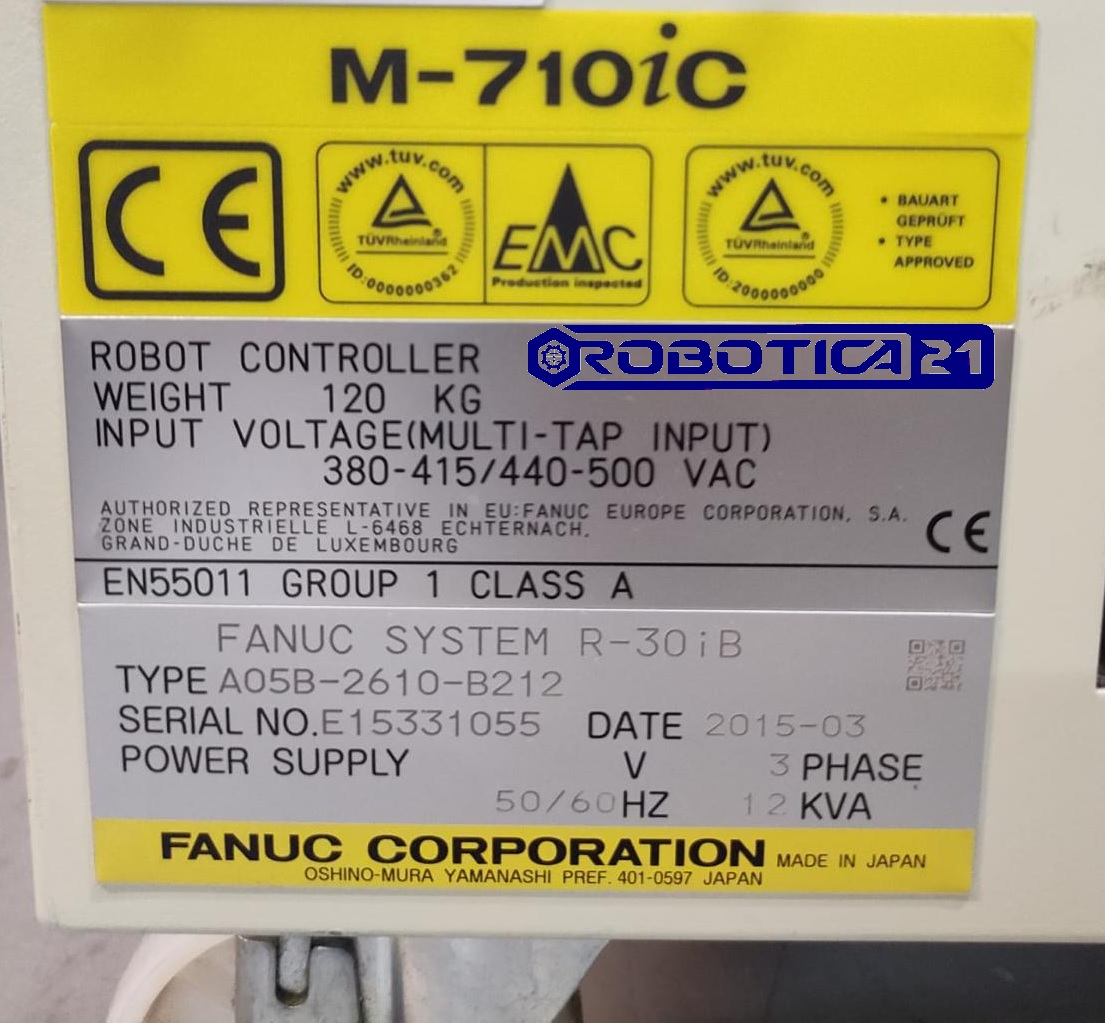 M-710iC
CE
www.tuv.com
TÜVRheinland®
ID:0000000362
EMC
Production inspected
www.tuv.com
TÜVRheinland®
ID:2000000000
• BAUART
GEPRÜFT
• TYPE
APPROVED
ROBOTICA 21
ROBOT CONTROLLER
WEIGHT 120 KG
INPUT VOLTAGE(MULTI-TAP INPUT)
380-415/440-500 VAC
AUTHORIZED REPRESENTATIVE IN EU:FANUC EUROPE CORPORATION, S.A.
ZONE INDUSTRIELLE L-6468 ECHTERNACH,
GRAND-DUCHE DE LUXEMBOURG
CE
EN55011 GROUP 1 CLASS A
FANUC SYSTEM R-30iB
TYPE A05B-2610-B212
SERIAL NO.E15331055 DATE 2015-03
POWER SUPPLY V 3 PHASE
50/60HZ 12 KVA
FANUC CORPORATION MADE IN JAPAN
OSHINO-MURA YAMANASHI PREF. 401-0597 JAPAN